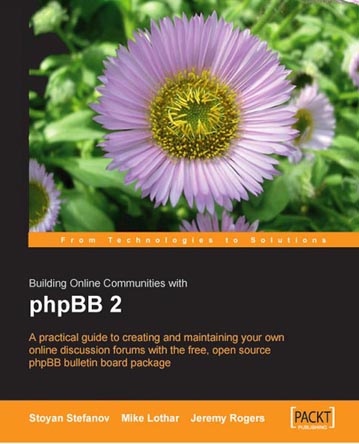 From Technologies to Solutions
Building Online Communities with
phpBB 2
A practical guide to creating and maintaining your own
online discussion forums with the free, open source
phpBB bulletin board package
Stoyan Stefanov Mike Lothar Jeremy Rogers
PACKT
PUBLISHING